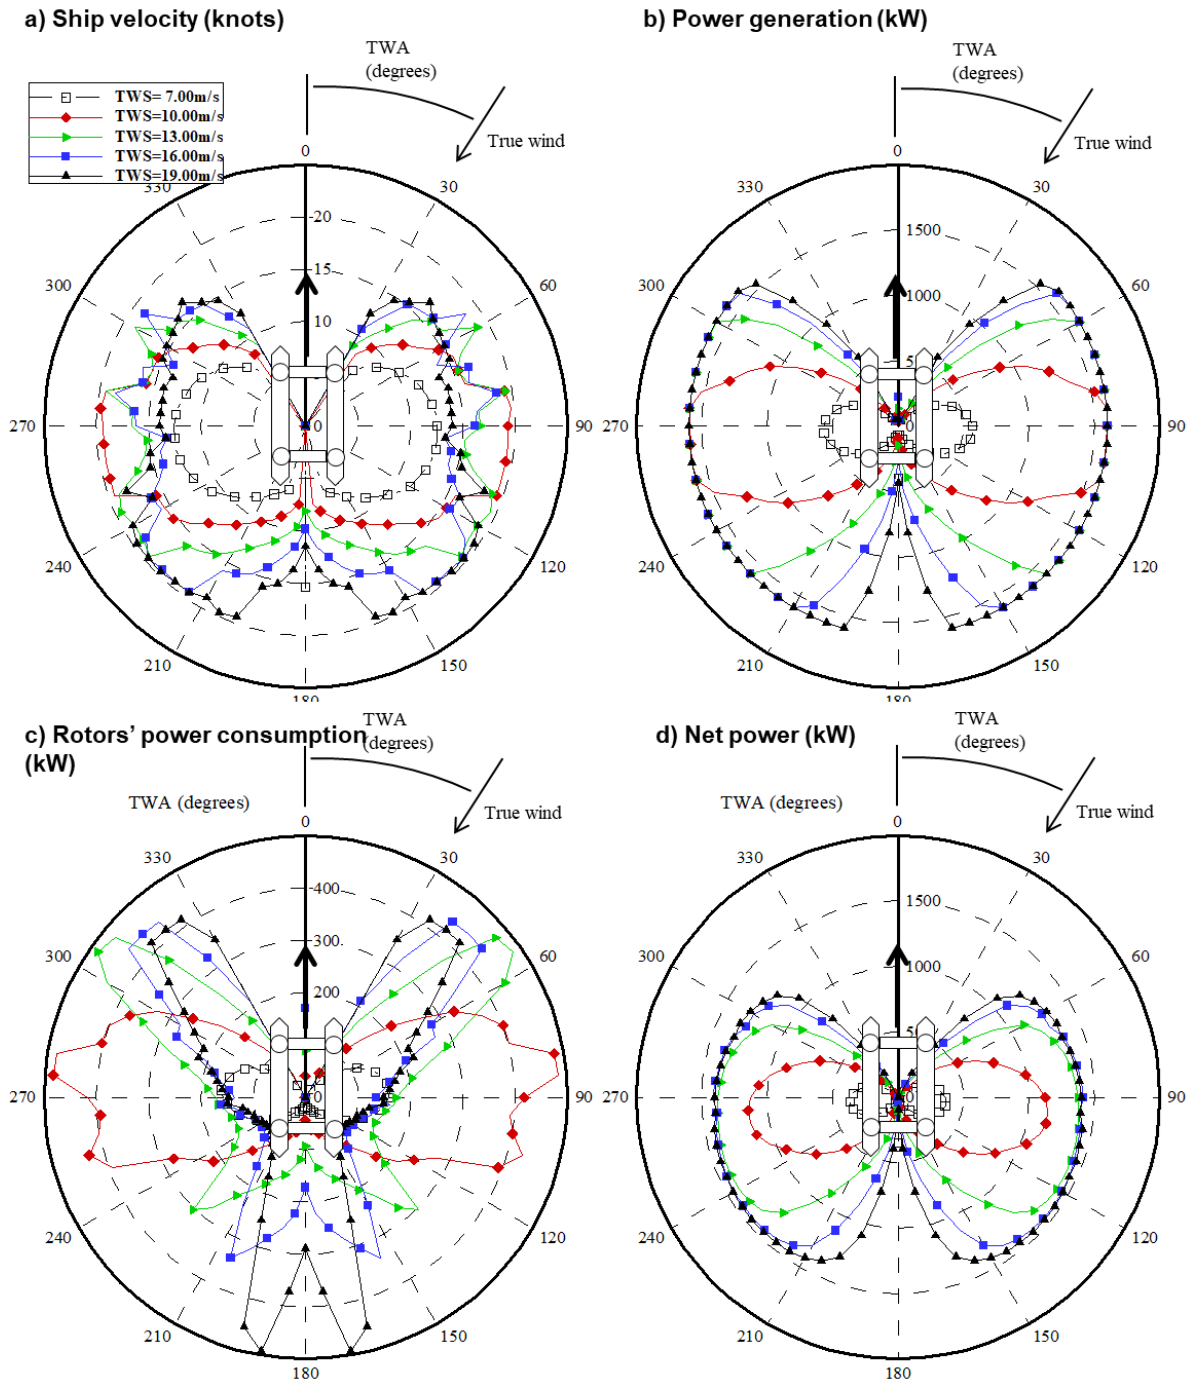 a) Ship velocity (knots)
TWA
(degrees)
True wind
TWS= 7.00m/s
TWS=10.00m/s
TWS=13.00m/s
TWS=16.00m/s
TWS=19.00m/s
0
30
60
90
120
150
180
210
240
270
300
330
20
15
10
0
b) Power generation (kW)
TWA
(degrees)
True wind
0
30
60
90
120
150
210
240
270
300
330
1500
1000
5
0
c) Rotors' power consumption
(kW)
TWA
(degrees)
TWA (degrees)
True wind
0
30
60
90
120
150
180
210
240
270
300
330
400
300
200
0
d) Net power (kW)
TWA
(degrees)
TWA (degrees)
True wind
0
30
60
90
120
150
180
210
240
270
300
330
1500
1000
5
0